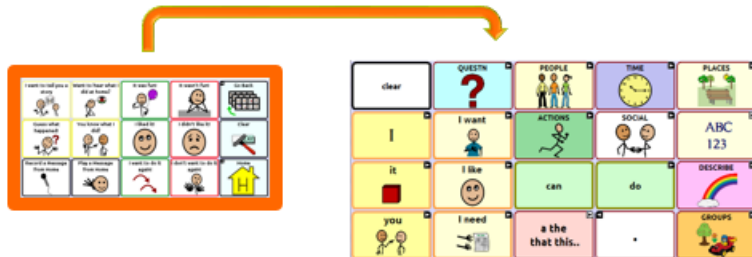 I want to tell you a story
Want to hear what I did at home?
It was fun
It wasn't fun
Go Back
Guess what happened?
You know what I did?
I liked it
I didn't like it
Clear
Record a Message from Home
Play a Message from Home
I want to do it again
I don't want to do it again
Home
H
clear
QUESTN
PEOPLE
TIME
PLACES
I
I want
ACTIONS
SOCIAL
ABC
123
it
I like
can
do
DESCRIBE
you
I need
a the
that this..
.
GROUPS